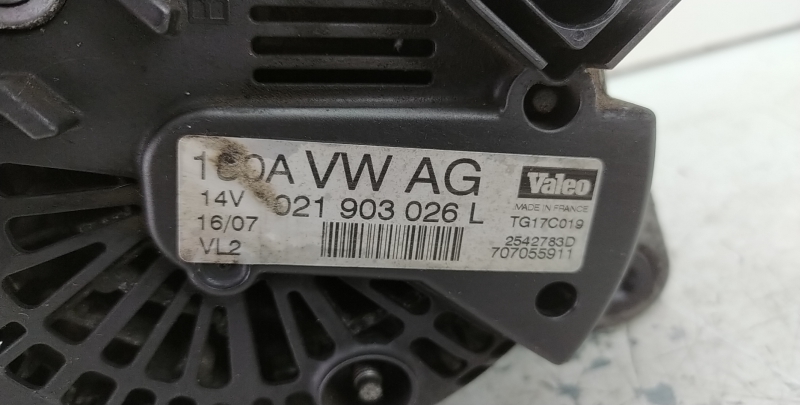 VW AG
Valeo
MADE IN FRANCE
14V 021 903 026 L
TG17C019
16/07
2542783D
VL2
707055911